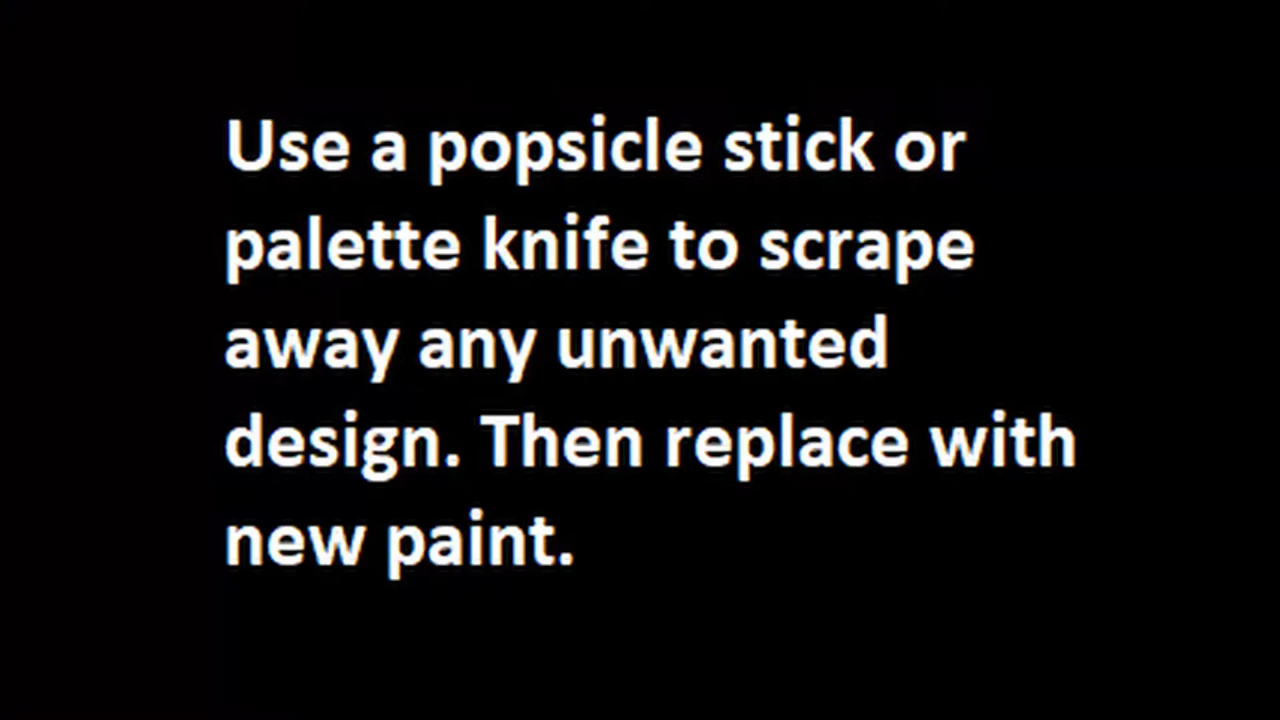 Use a popsicle stick or
palette knife to scrape
away any unwanted
design. Then replace with
new paint.